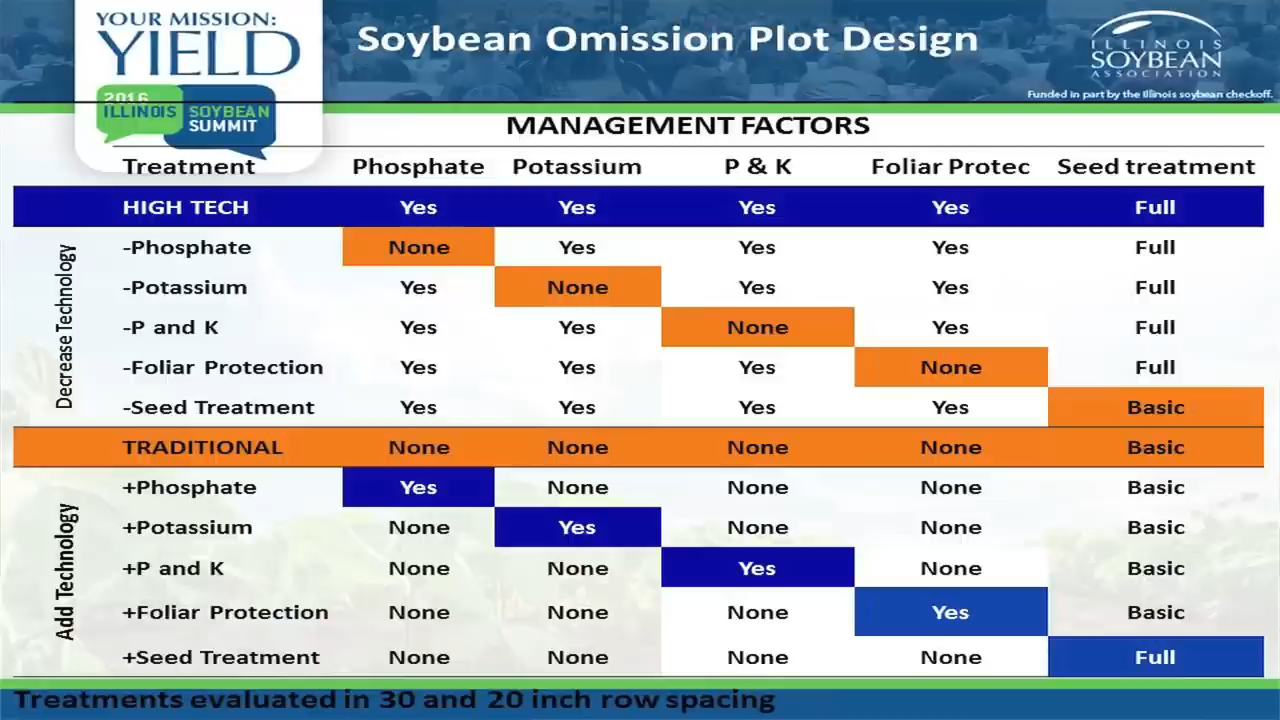 YOUR MISSION:
YIELD
2016
ILLINOIS SOYBEAN
SUMMIT
Soybean Omission Plot Design
ILLINOIS
SOYBEAN
ASSOCIATION
Funded in part by the Illinois soybean checkoff.
MANAGEMENT FACTORS
Treatment Phosphate Potassium P & K Foliar Protec Seed treatment
HIGH TECH Yes Yes Yes Yes Full
Decrease Technology
-Phosphate None Yes Yes Yes Full
-Potassium Yes None Yes Yes Full
-P and K Yes Yes None Yes Full
-Foliar Protection Yes Yes Yes None Full
-Seed Treatment Yes Yes Yes Yes Basic
TRADITIONAL None None None None Basic
Add Technology
+Phosphate Yes None None None Basic
+Potassium None Yes None None Basic
+P and K None None Yes None Basic
+Foliar Protection None None None Yes Basic
+Seed Treatment None None None None Full
Treatments evaluated in 30 and 20 inch row spacing